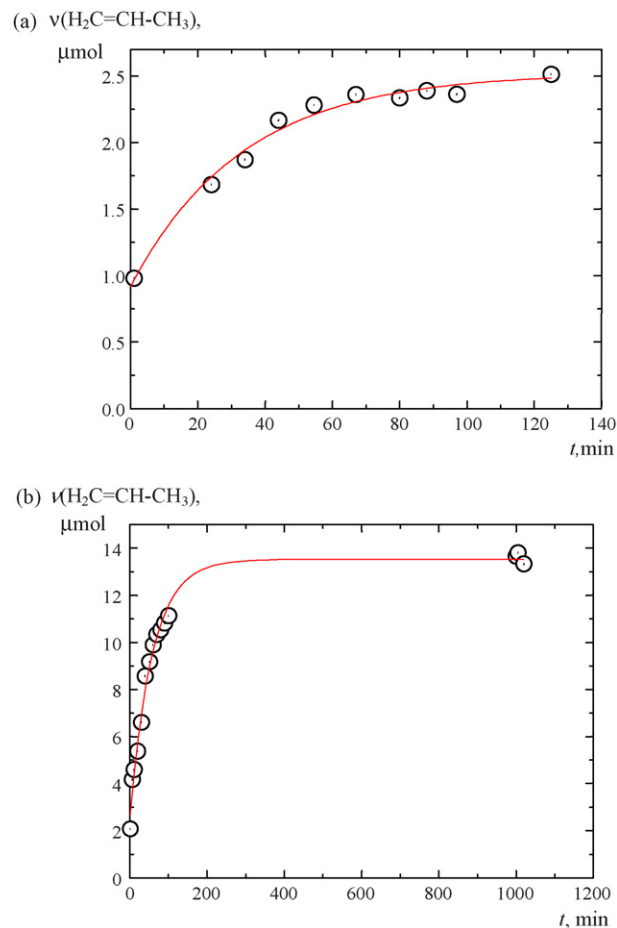 (a) ν(H₂C=CH-CH₃),
μmol
2.5
2.0
1.5
1.0
0.5
0.0
0 20 40 60 80 100 120 140
t,min
(b) ν(H₂C=CH-CH₃),
μmol
14
12
10
8
6
4
2
0
0 200 400 600 800 1000 1200
t, min